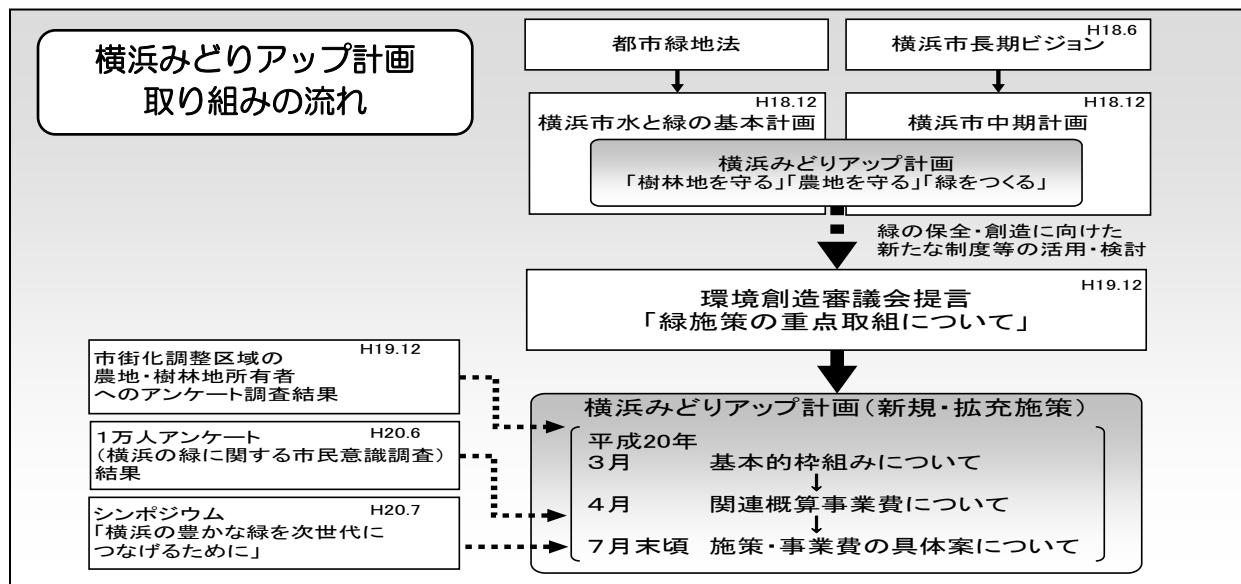 横浜みどりアップ計画
取り組みの流れ
都市緑地法
H18.6
横浜市長期ビジョン
H18.12
横浜市水と緑の基本計画
H18.12
横浜市中期計画
横浜みどりアップ計画
「樹林地を守る」「農地を守る」「緑をつくる」
緑の保全・創造に向けた
新たな制度等の活用・検討
H19.12
環境創造審議会提言
「緑施策の重点取組について」
H19.12
市街化調整区域の
農地・樹林地所有者
へのアンケート調査結果
1万人アンケート H20.6
(横浜の緑に関する市民意識調査)
結果
シンポジウム H20.7
「横浜の豊かな緑を次世代に
つなげるために」
横浜みどりアップ計画(新規・拡充施策)
平成20年
3月 基本的枠組みについて
↓
4月 関連概算事業費について
↓
7月末頃 施策・事業費の具体案について